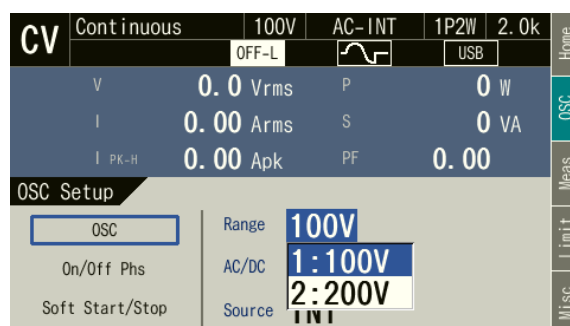 CV Continuous 100V AC-INT 1P2W 2.0k
OFF-L USB
V 0.0 Vrms P 0 W
I 0.00 Arms S 0 VA
I PK-H 0.00 Apk PF 0.00
OSC Setup
OSC Range 100V
On/Off Phs AC/DC 1:100V
2:200V
Soft Start/Stop Source INT
Home
OSC
Meas
Limit
Misc